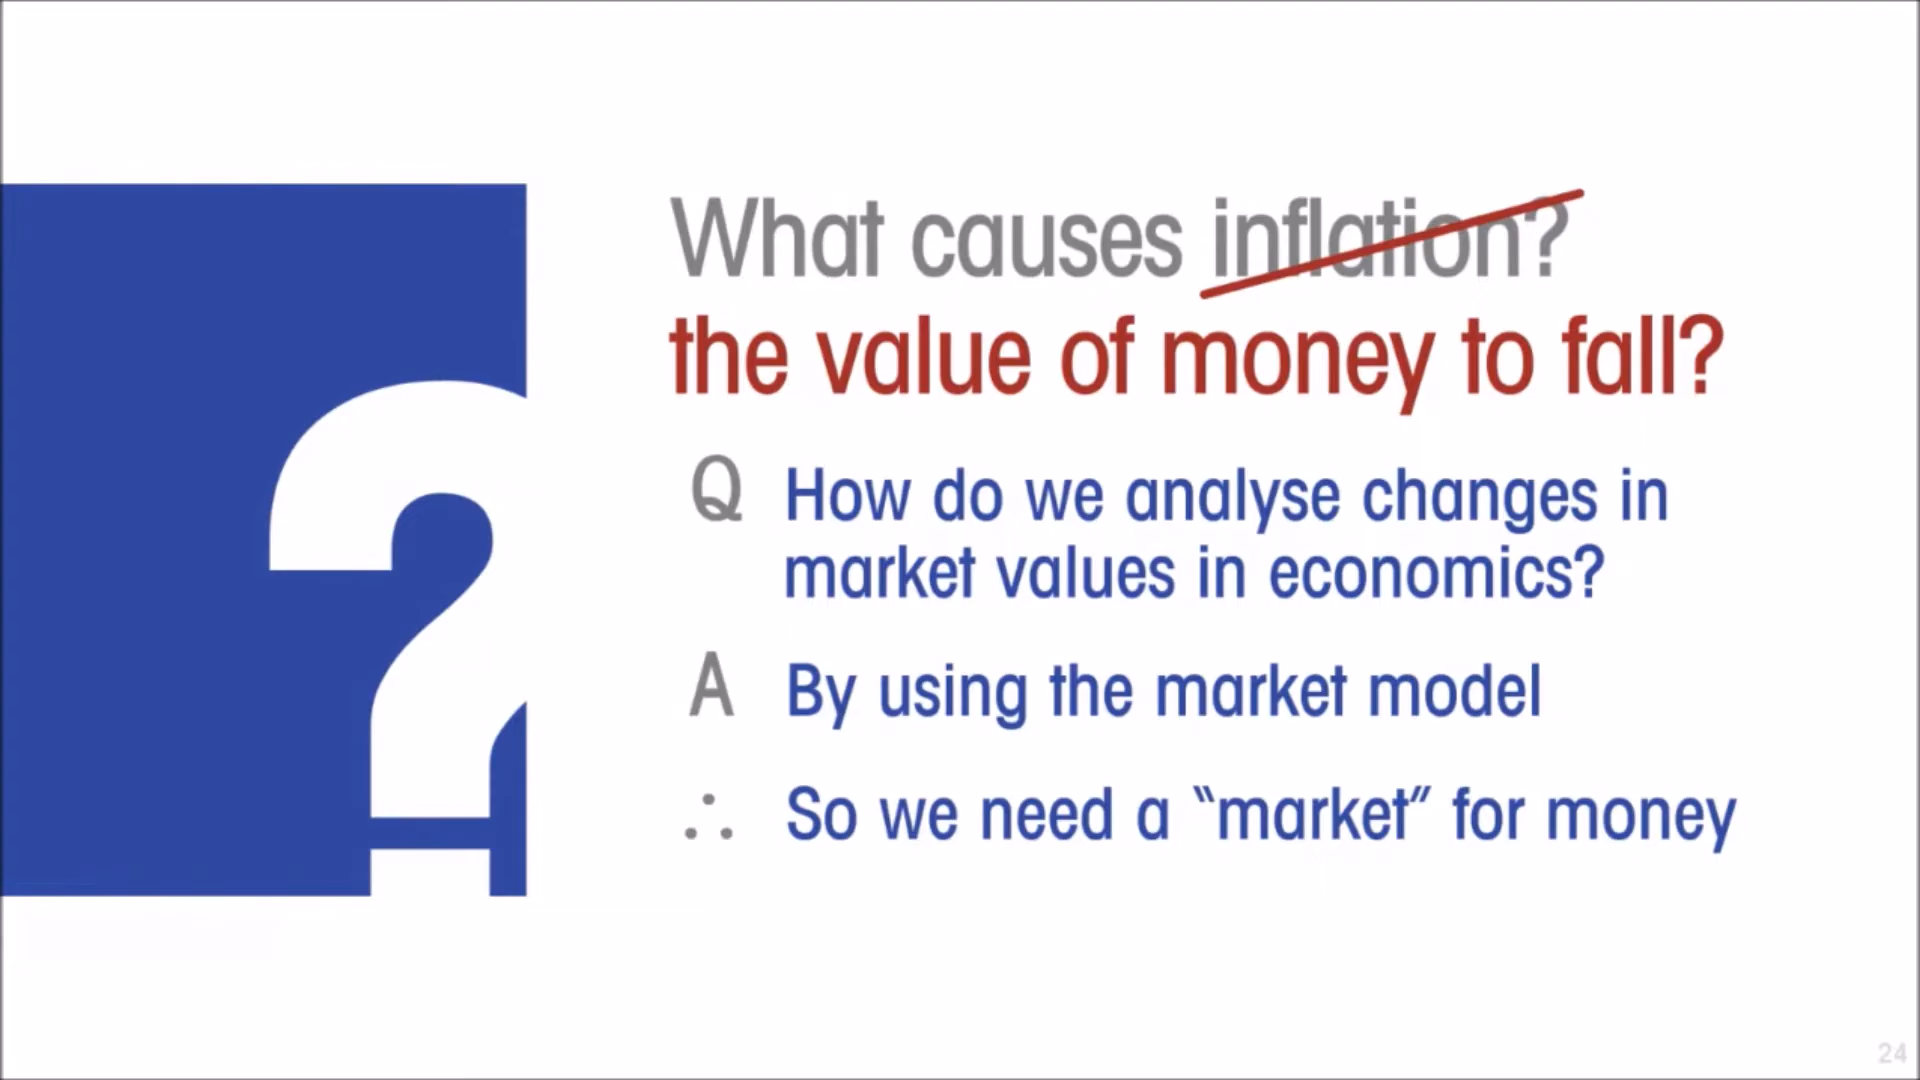 What causes inflation?
the value of money to fall?
Q How do we analyse changes in
market values in economics?
A By using the market model
∴ So we need a “market” for money
24